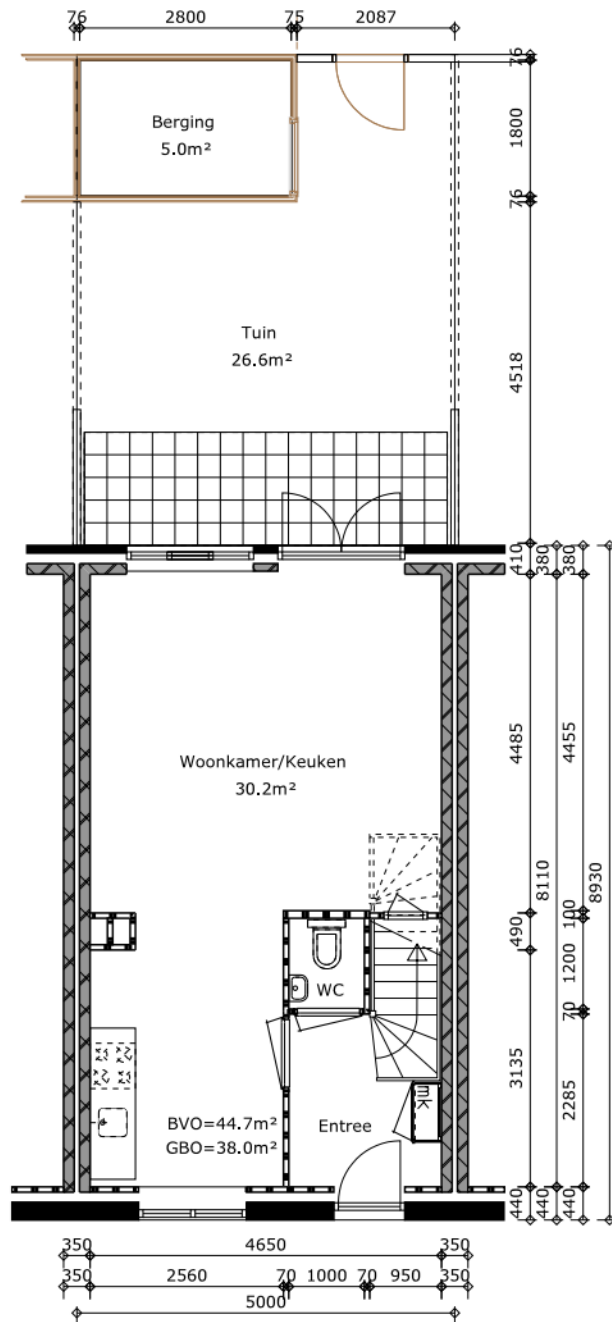 76 2800 75 2087
Berging
5.0m²
76
1800
76
Tuin
26.6m²
4518
410 380 380
Woonkamer/Keuken
30.2m²
4485 4455
8110 8930
490 100
1200
WC
70
3135 2285
mk
BVO=44.7m²
GBO=38.0m²
Entree
440 440 440
350 4650 350
350 2560 70 1000 70 950 350
5000